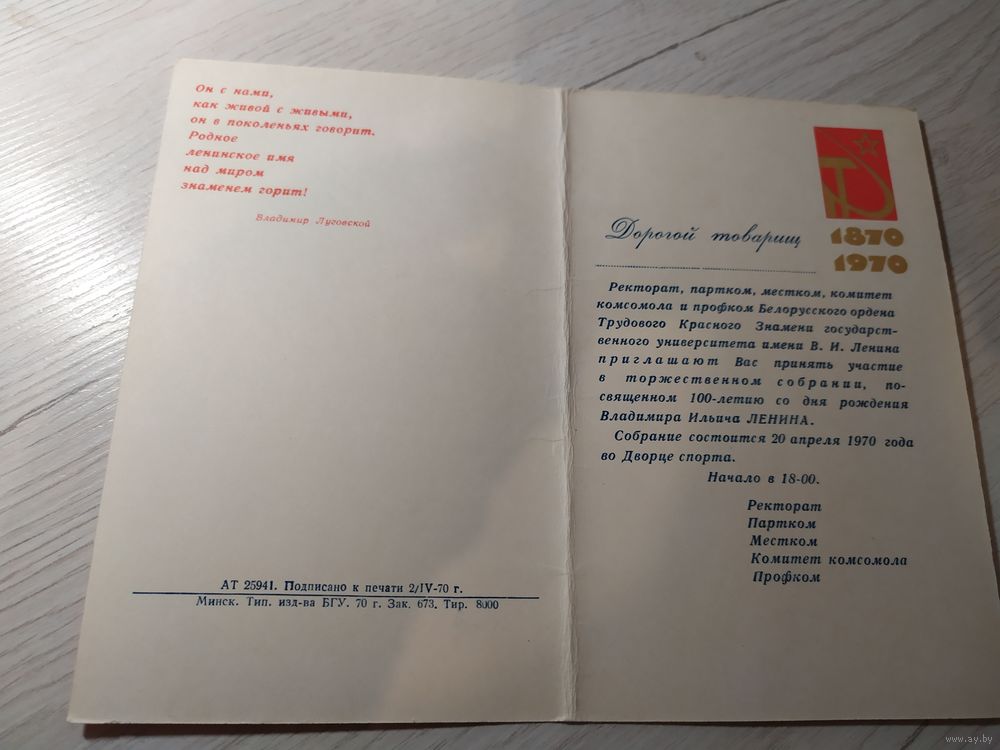 Он с нами,
как живой с живыми,
он в поколеньях говорит.
Родное
ленинское имя
над миром
знаменем горит!
Владимир Луговской
АТ 25941. Подписано к печати 2/IV-70 г.
Минск. Тип. изд-ва БГУ. 70 г. Зак. 673. Тир. 8000
1870
1970
Дорогой товарищ
Ректорат, партком, местком, комитет
комсомола и профком Белорусского ордена
Трудового Красного Знамени государст-
венного университета имени В. И. Ленина
приглашают Вас принять участие
в торжественном собрании, по-
священном 100-летию со дня рождения
Владимира Ильича ЛЕНИНА.
Собрание состоится 20 апреля 1970 года
во Дворце спорта.
Начало в 18-00.
Ректорат
Партком
Местком
Комитет комсомола
Профком
www.ay.by